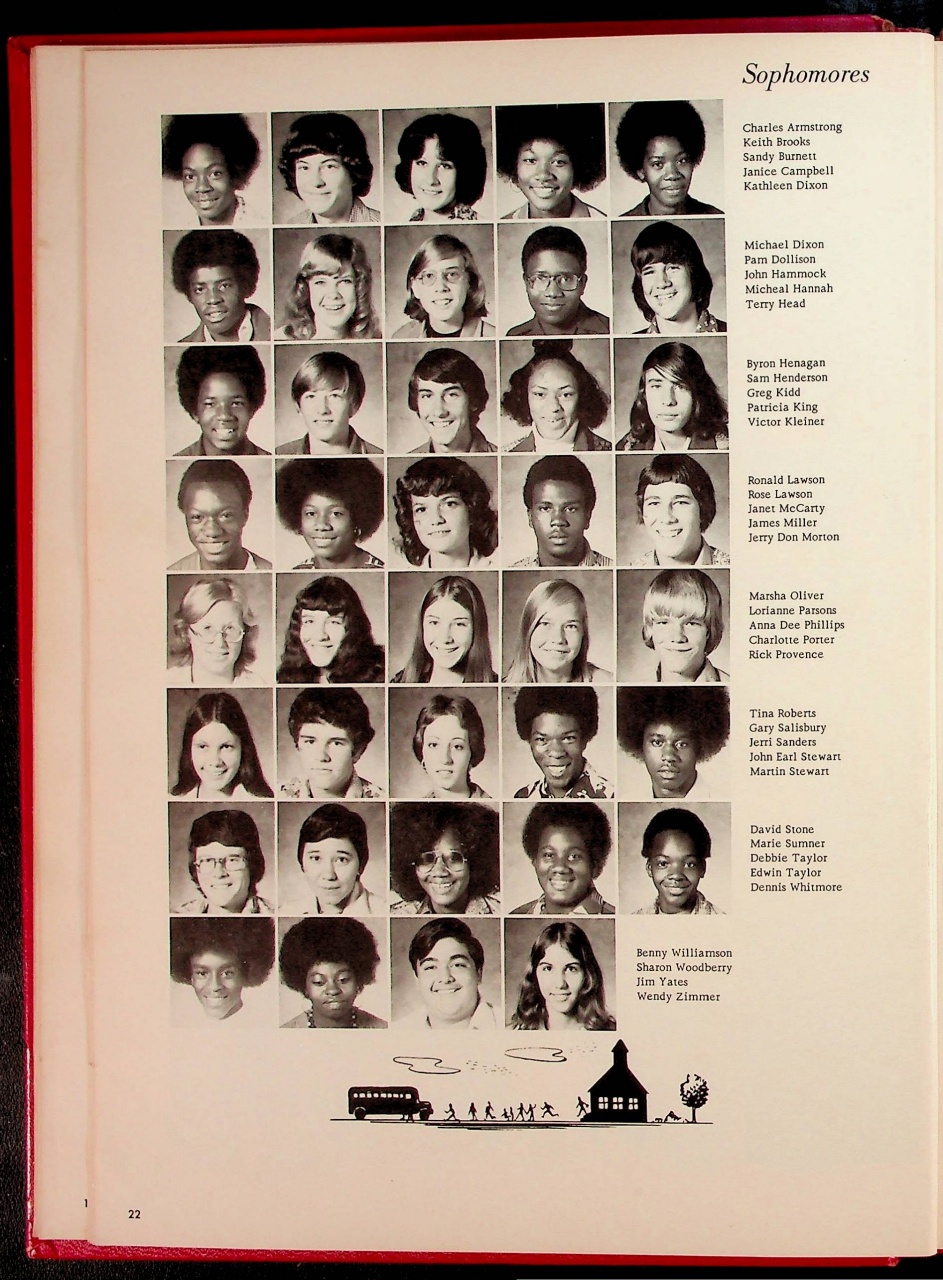 Sophomores
Charles Armstrong
Keith Brooks
Sandy Burnett
Janice Campbell
Kathleen Dixon
Michael Dixon
Pam Dollison
John Hammock
Micheal Hannah
Terry Head
Byron Henagan
Sam Henderson
Greg Kidd
Patricia King
Victor Kleiner
Ronald Lawson
Rose Lawson
Janet McCarty
James Miller
Jerry Don Morton
Marsha Oliver
Lorianne Parsons
Anna Dee Phillips
Charlotte Porter
Rick Provence
Tina Roberts
Gary Salisbury
Jerri Sanders
John Earl Stewart
Martin Stewart
David Stone
Marie Sumner
Debbie Taylor
Edwin Taylor
Dennis Whitmore
Benny Williamson
Sharon Woodberry
Jim Yates
Wendy Zimmer
1
22